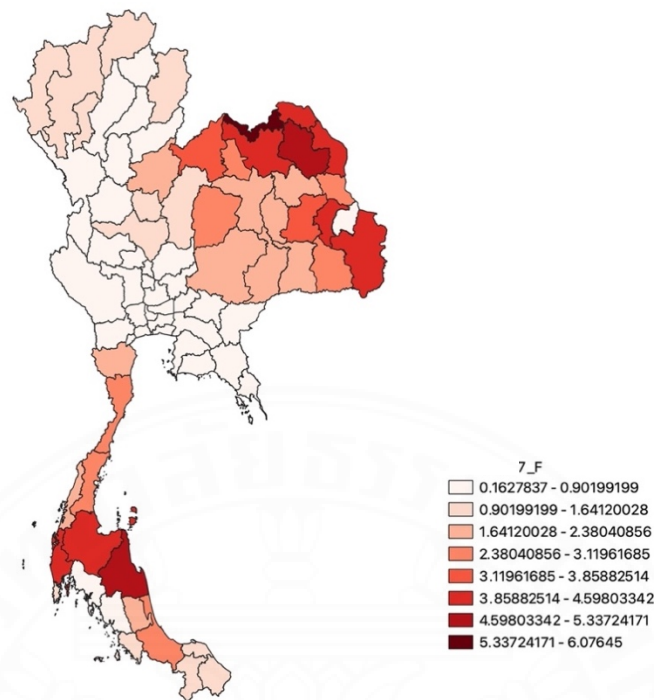 7_F
0.1627837 - 0.90199199
0.90199199 - 1.64120028
1.64120028 - 2.38040856
2.38040856 - 3.11961685
3.11961685 - 3.85882514
3.85882514 - 4.59803342
4.59803342 - 5.33724171
5.33724171 - 6.07645